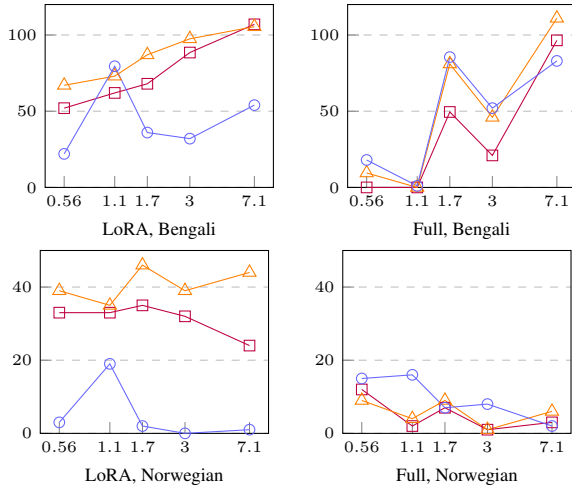 100
50
0
0.56 1.1 1.7 3 7.1
LoRA, Bengali
100
50
0
0.56 1.1 1.7 3 7.1
Full, Bengali
40
20
0
0.56 1.1 1.7 3 7.1
LoRA, Norwegian
40
20
0
0.56 1.1 1.7 3 7.1
Full, Norwegian